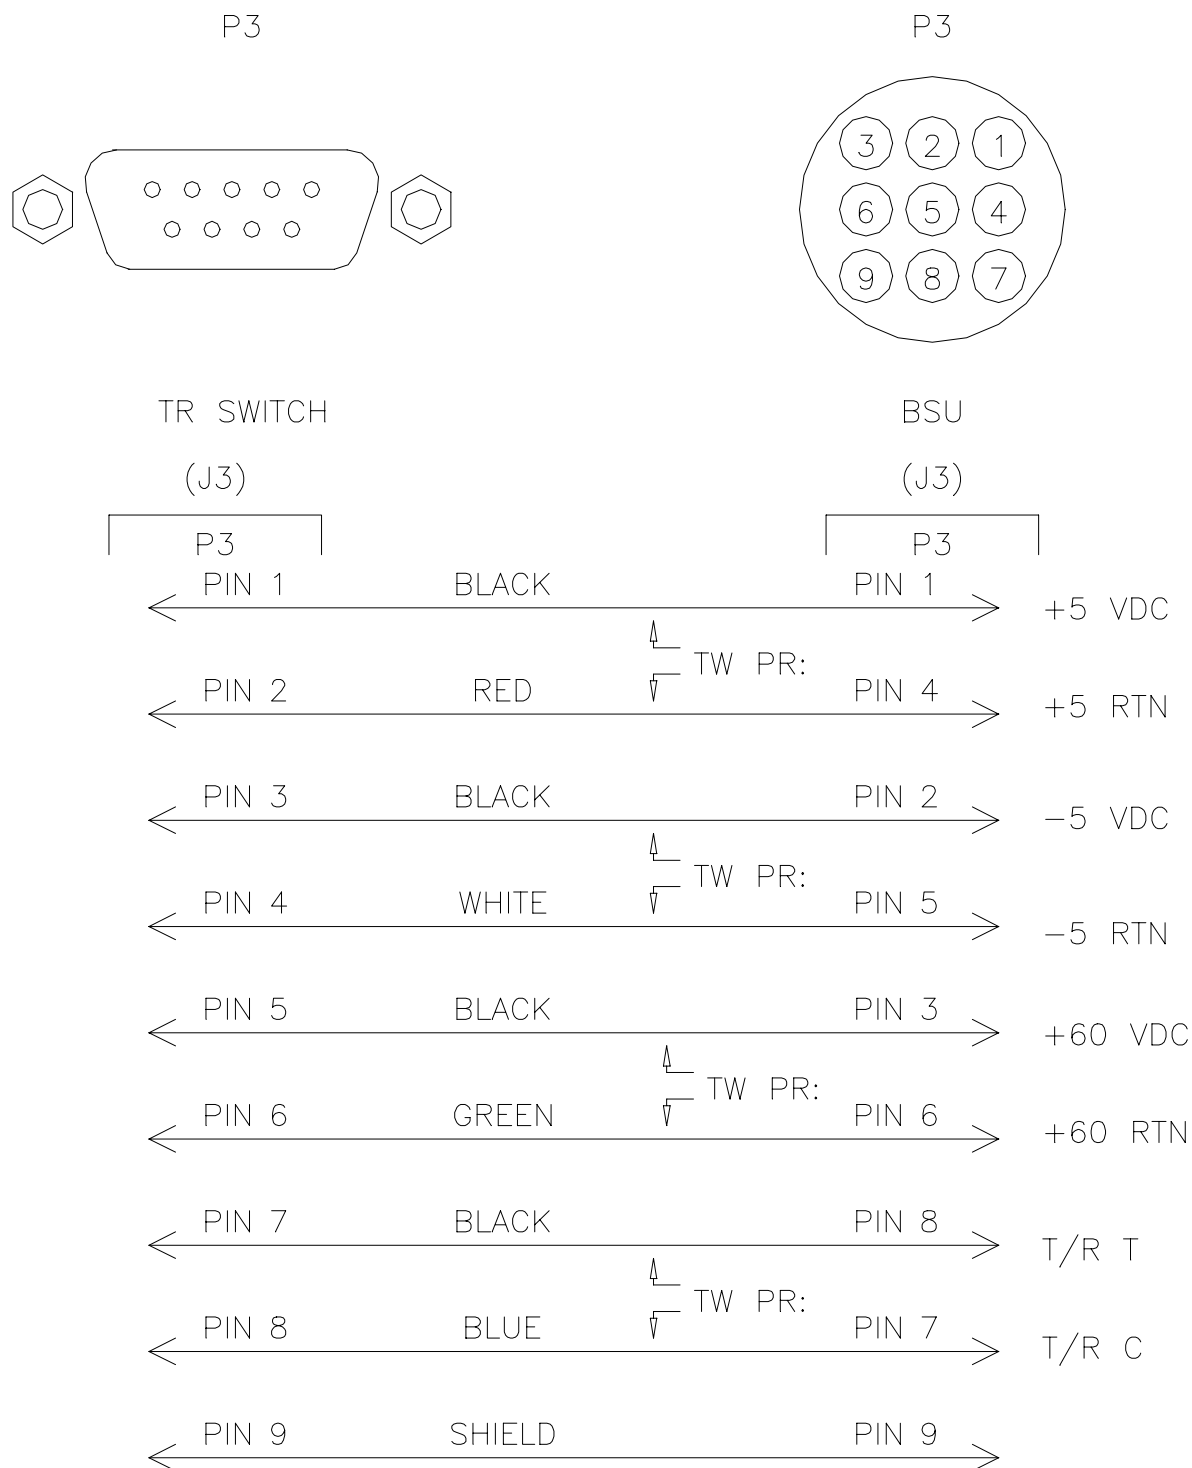 P3 P3
3 2 1
6 5 4
9 8 7
TR SWITCH BSU
(J3) (J3)
P3 P3
PIN 1 BLACK PIN 1
+5 VDC
TW PR:
PIN 2 RED PIN 4
+5 RTN
PIN 3 BLACK PIN 2
-5 VDC
TW PR:
PIN 4 WHITE PIN 5
-5 RTN
PIN 5 BLACK PIN 3
+60 VDC
TW PR:
PIN 6 GREEN PIN 6
+60 RTN
PIN 7 BLACK PIN 8
T/R T
TW PR:
PIN 8 BLUE PIN 7
T/R C
PIN 9 SHIELD PIN 9